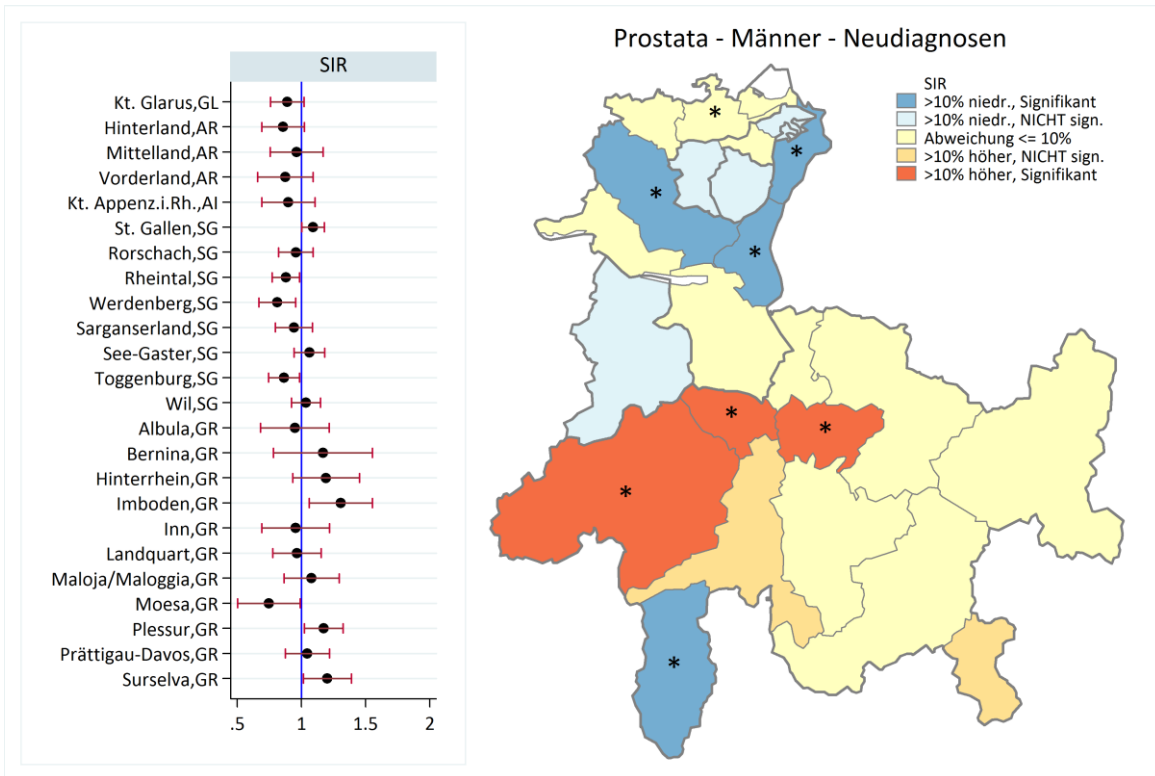 SIR
Kt. Glarus,GL
Hinterland,AR
Mittelland,AR
Vorderland,AR
Kt. Appenz.i.Rh.,AI
St. Gallen,SG
Rorschach,SG
Rheintal,SG
Werdenberg,SG
Sarganserland,SG
See-Gaster,SG
Toggenburg,SG
Wil,SG
Albula,GR
Bernina,GR
Hinterrhein,GR
Imboden,GR
Inn,GR
Landquart,GR
Maloja/Maloggia,GR
Moesa,GR
Plessur,GR
Prättigau-Davos,GR
Surselva,GR
.5 1 1.5 2
Prostata - Männer - Neudiagnosen
SIR
>10% niedr., Signifikant
>10% niedr., NICHT sign.
Abweichung <= 10%
>10% höher, NICHT sign.
>10% höher, Signifikant
*
*
*
*
*
*
*
*